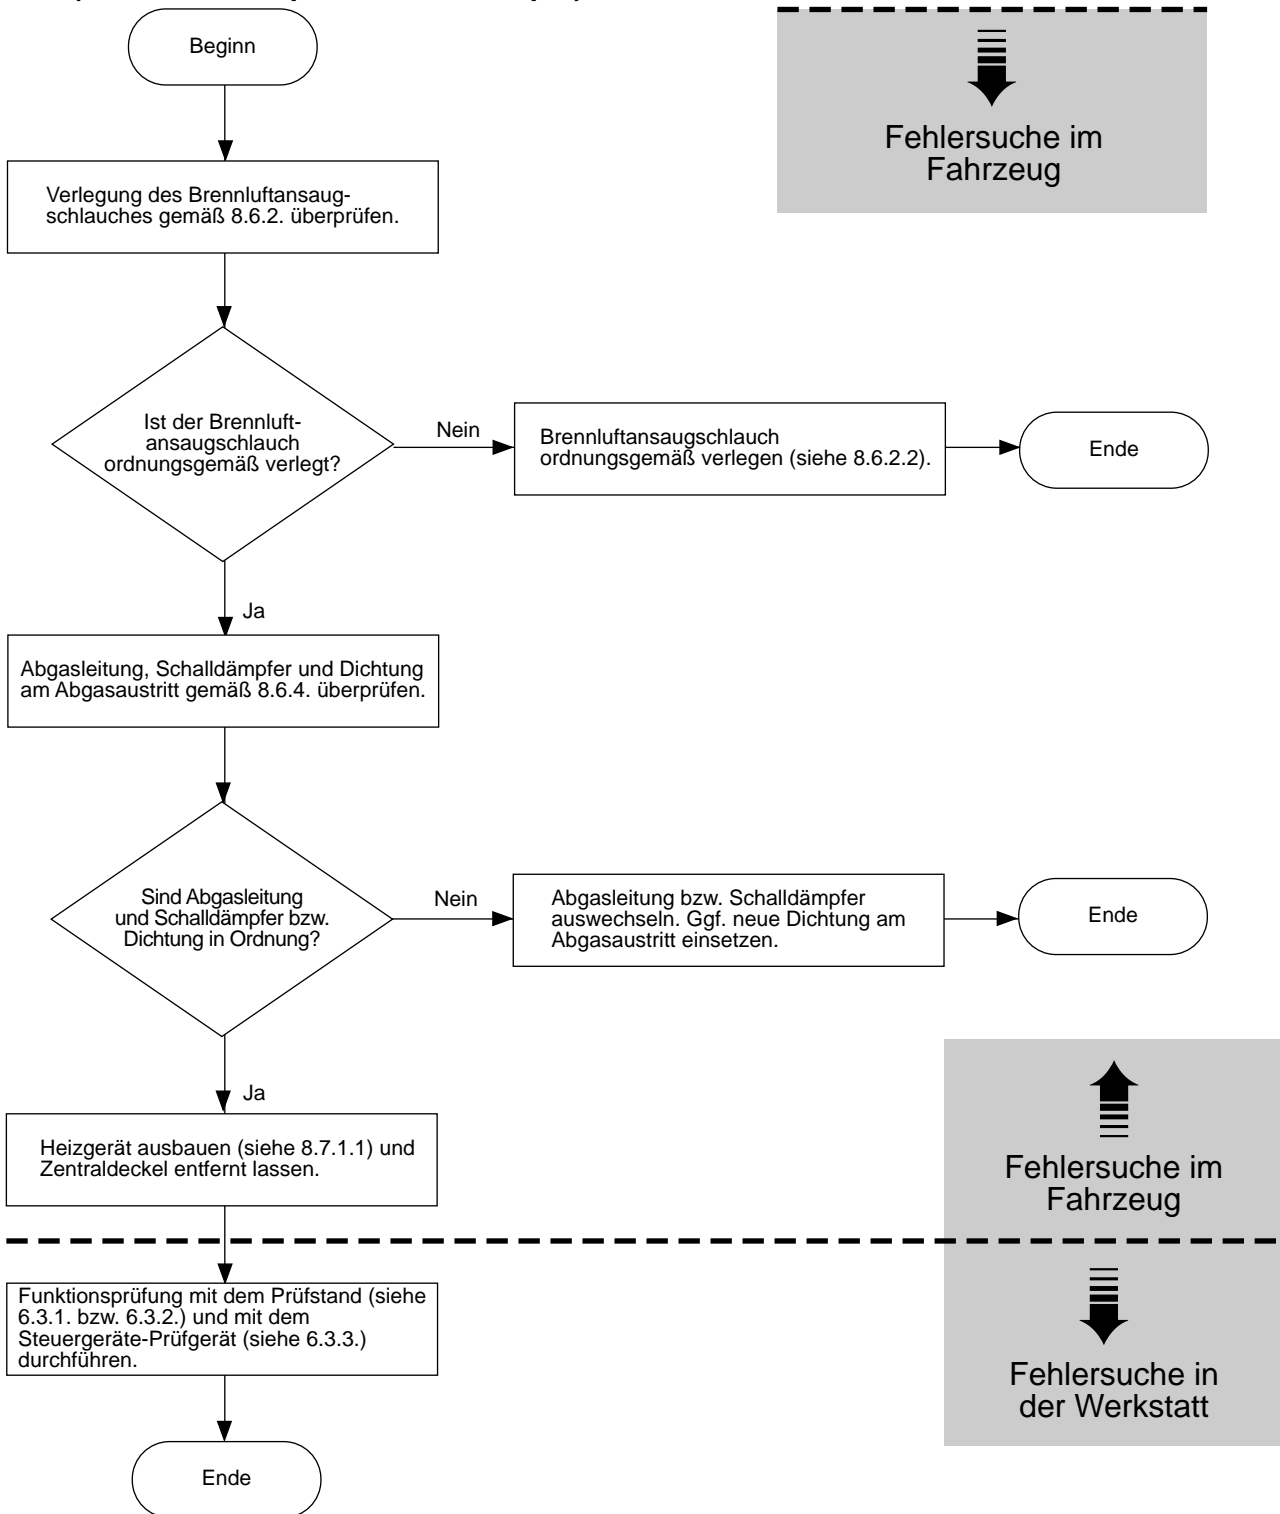 Beginn
Fehlersuche im
Fahrzeug
Verlegung des Brennluftansaug-
schlauches gemäß 8.6.2. überprüfen.
Ist der Brennluft-
ansaugschlauch
ordnungsgemäß verlegt?
Nein
Brennluftansaugschlauch
ordnungsgemäß verlegen (siehe 8.6.2.2).
Ende
Ja
Abgasleitung, Schalldämpfer und Dichtung
am Abgasaustritt gemäß 8.6.4. überprüfen.
Sind Abgasleitung
und Schalldämpfer bzw.
Dichtung in Ordnung?
Nein
Abgasleitung bzw. Schalldämpfer
auswechseln. Ggf. neue Dichtung am
Abgasaustritt einsetzen.
Ende
Ja
Heizgerät ausbauen (siehe 8.7.1.1) und
Zentraldeckel entfernt lassen.
Fehlersuche im
Fahrzeug
Funktionsprüfung mit dem Prüfstand (siehe
6.3.1. bzw. 6.3.2.) und mit dem
Steuergeräte-Prüfgerät (siehe 6.3.3.)
durchführen.
Fehlersuche in
der Werkstatt
Ende